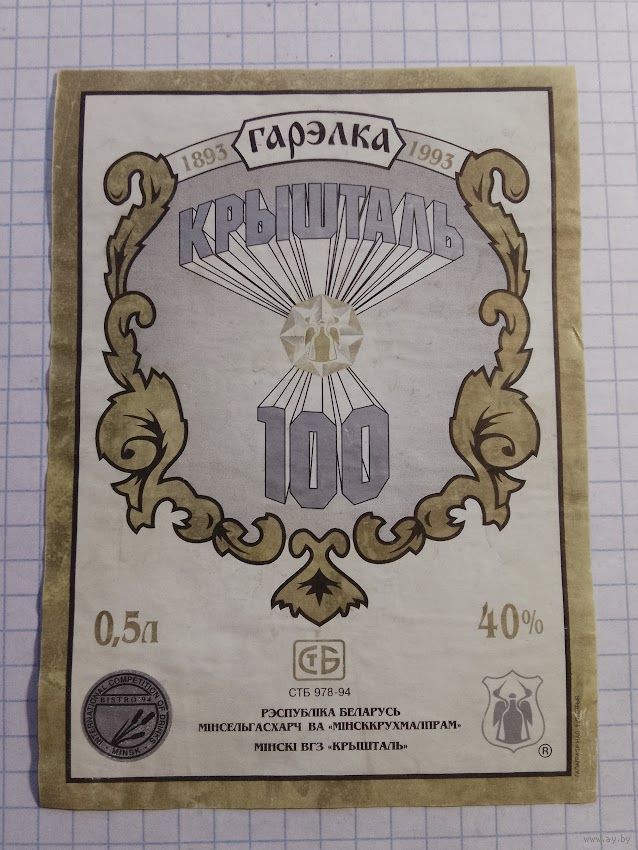 ГАРЭЛКА
1893 1993
КРЫШТАЛЬ
100
0,5л 40%
СТБ
СТБ 978-94
INTERNATIONAL COMPETITION OF DRINKS
BISTRO '94
MINSK
РЭСПУБЛІКА БЕЛАРУСЬ
МІНСЕЛЬГАСХАРЧ ВА «МІНСККРУХМАЛПРАМ»
МІНСКІ ВГЗ «КРЫШТАЛЬ»
®
www.ay.by